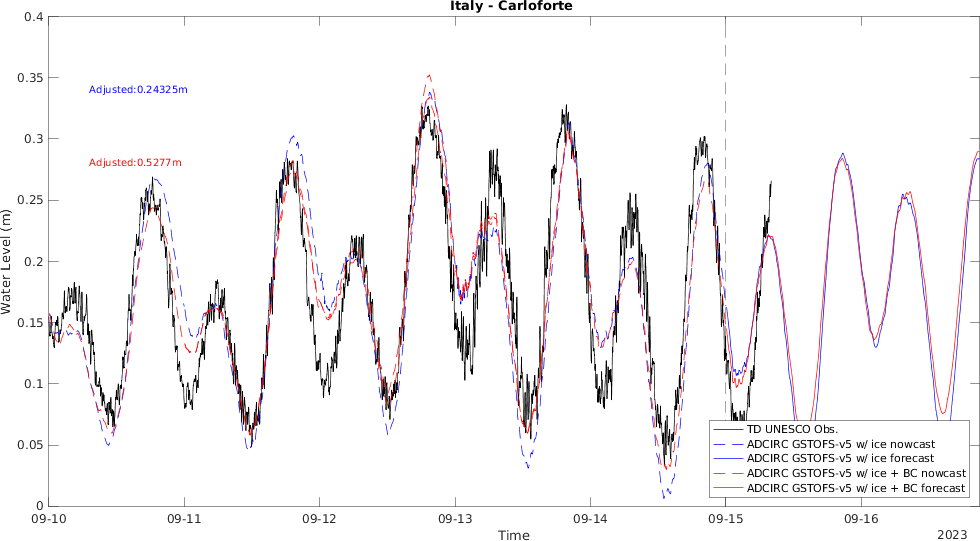 Italy - Carloforte
0.4
0.35
0.3
0.25
0.2
0.15
0.1
0.05
0
Water Level (m)
Adjusted:0.24325m
Adjusted:0.5277m
TD UNESCO Obs.
ADCIRC GSTOFS-v5 w/ ice nowcast
ADCIRC GSTOFS-v5 w/ ice forecast
ADCIRC GSTOFS-v5 w/ ice + BC nowcast
ADCIRC GSTOFS-v5 w/ ice + BC forecast
09-10
09-11
09-12
09-13
09-14
09-15
09-16
Time
2023